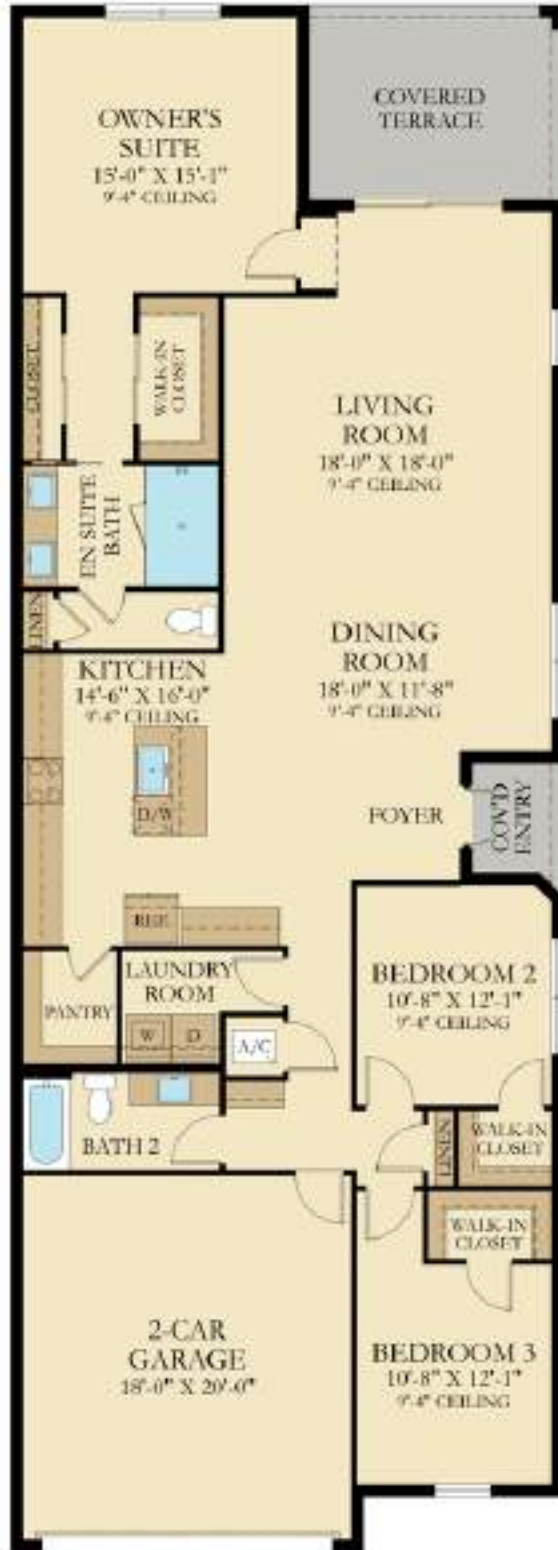 COVERED
TERRACE
OWNER'S
SUITE
15'-0" X 15'-1"
9'-4" CEILING
CLOSET
WALK-IN
CLOSET
LIVING
ROOM
18'-0" X 18'-0"
9'-4" CEILING
EN SUITE
BATH
LINEN
DINING
ROOM
18'-0" X 11'-8"
9'-4" CEILING
KITCHEN
14'-6" X 16'-0"
9'-4" CEILING
D/W
FOYER
COV'D
ENTRY
REF.
LAUNDRY
ROOM
PANTRY
W
D
A/C
BEDROOM 2
10'-8" X 12'-1"
9'-4" CEILING
BATH 2
LINEN
WALK-IN
CLOSET
WALK-IN
CLOSET
2-CAR
GARAGE
18'-0" X 20'-0"
BEDROOM 3
10'-8" X 12'-1"
9'-4" CEILING